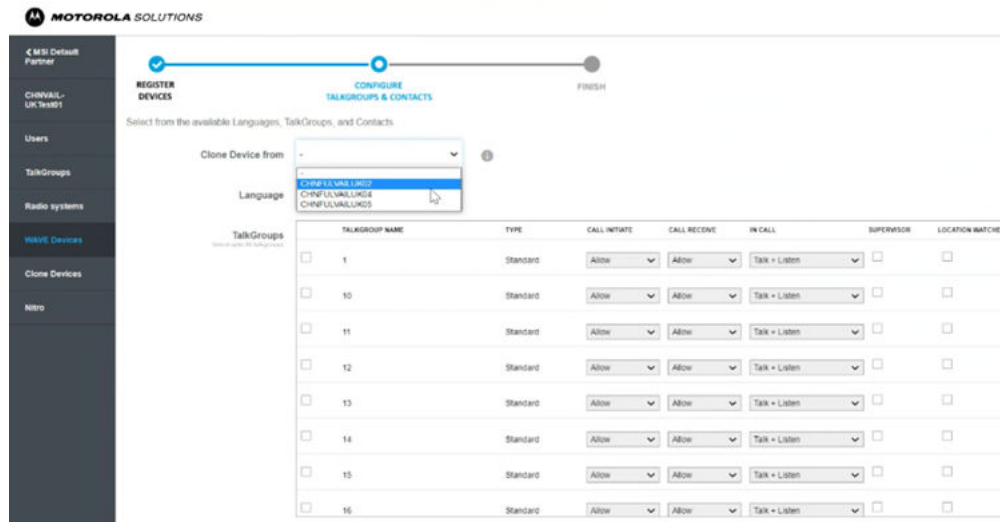 MOTOROLA SOLUTIONS
MSI Default
Partner
CHNVAIL-
UKTest01
Users
TalkGroups
Radio systems
WAVE Devices
Clone Devices
Nitro
REGISTER
DEVICES
CONFIGURE
TALKGROUPS & CONTACTS
FINISH
Select from the available Languages, TalkGroups, and Contacts
Clone Device from -
-
CHNFULVAILUK02
CHNFULVAILUK04
CHNFULVAILUK05
Language
TalkGroups
TALKGROUP NAME TYPE CALL INITIATE CALL RECEIVE IN CALL SUPERVISOR LOCATION WATCHE
1 Standard Allow Allow Talk + Listen
10 Standard Allow Allow Talk + Listen
11 Standard Allow Allow Talk + Listen
12 Standard Allow Allow Talk + Listen
13 Standard Allow Allow Talk + Listen
14 Standard Allow Allow Talk + Listen
15 Standard Allow Allow Talk + Listen
16 Standard Allow Allow Talk + Listen